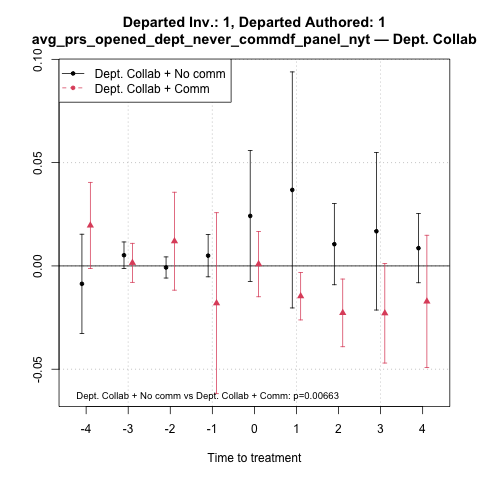 Departed Inv.: 1, Departed Authored: 1
avg_prs_opened_dept_never_commdf_panel_nyt — Dept. Collab
Dept. Collab + No comm
Dept. Collab + Comm
0.10
0.05
0.00
-0.05
Dept. Collab + No comm vs Dept. Collab + Comm: p=0.00663
-4 -3 -2 -1 0 1 2 3 4
Time to treatment